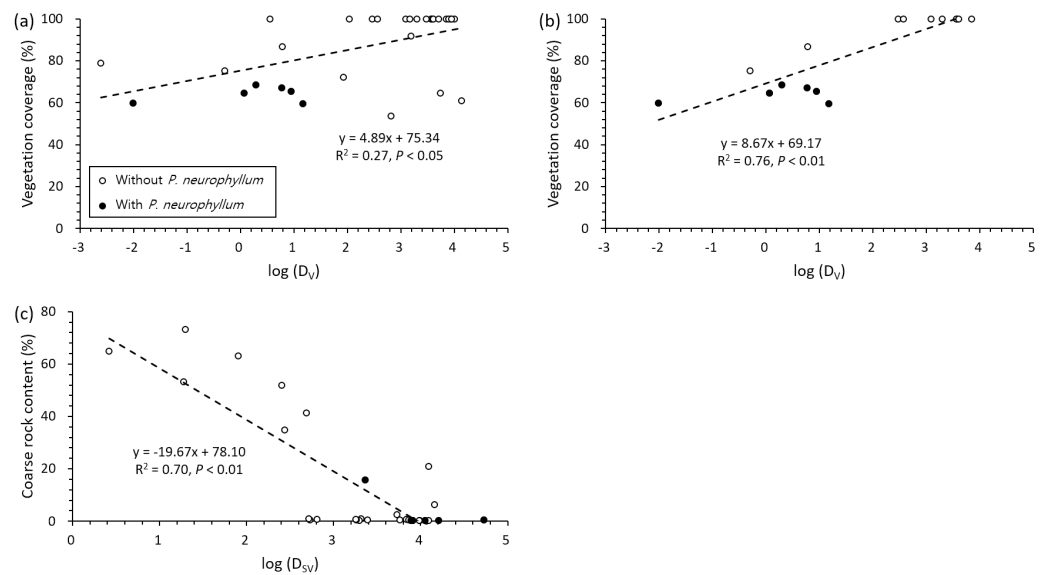 (a)
Vegetation coverage (%)
100
80
60
40
20
0
y = 4.89x + 75.34
R² = 0.27, P < 0.05
Without P. neurophyllum
With P. neurophyllum
-3 -2 -1 0 1 2 3 4 5
log (D_V)
(b)
Vegetation coverage (%)
100
80
60
40
20
0
y = 8.67x + 69.17
R² = 0.76, P < 0.01
-3 -2 -1 0 1 2 3 4 5
log (D_V)
(c)
Coarse rock content (%)
80
60
40
20
0
y = -19.67x + 78.10
R² = 0.70, P < 0.01
0 1 2 3 4 5
log (D_SV)